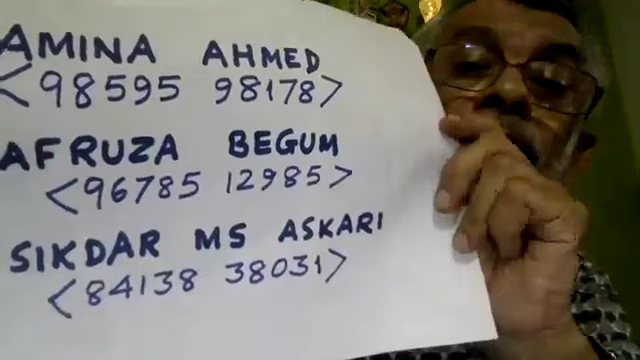 AMINA AHMED
<98595 98178>
AFRUZA BEGUM
<96785 12985>
SIKDAR MS ASKARI
<84138 38031>